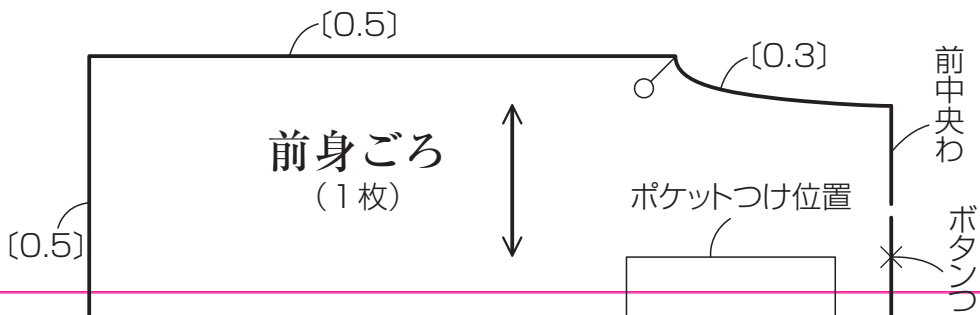 〔0.5〕
〔0.3〕
前中央わ
前身ごろ
（1枚）
ポケットつけ位置
〔0.5〕
ボタンつ